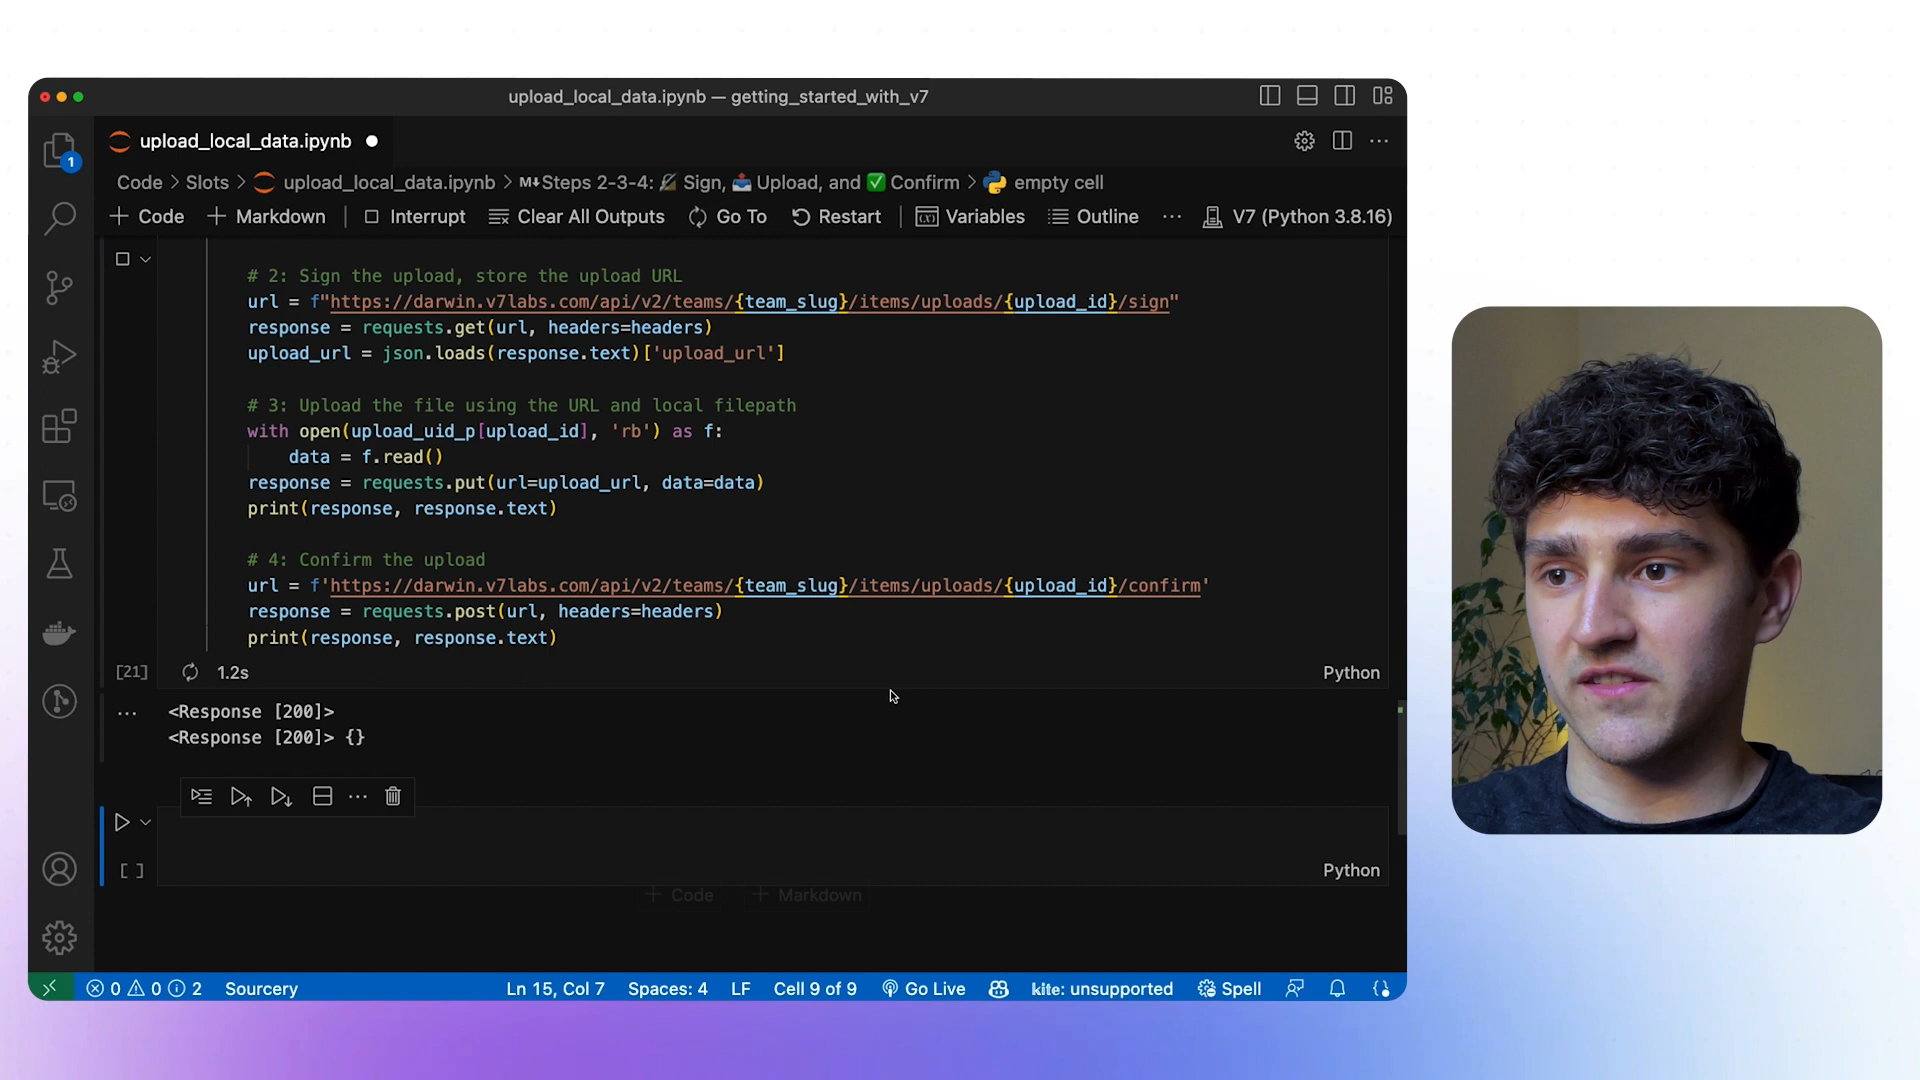 upload_local_data.ipynb — getting_started_with_v7
1
upload_local_data.ipynb
Code > Slots > upload_local_data.ipynb > M↓Steps 2-3-4: Sign, Upload, and Confirm > empty cell
+ Code + Markdown | Interrupt Clear All Outputs Go To Restart | Variables Outline ··· V7 (Python 3.8.16)
# 2: Sign the upload, store the upload URL
url = f"https://darwin.v7labs.com/api/v2/teams/{team_slug}/items/uploads/{upload_id}/sign"
response = requests.get(url, headers=headers)
upload_url = json.loads(response.text)['upload_url']
# 3: Upload the file using the URL and local filepath
with open(upload_uid_p[upload_id], 'rb') as f:
data = f.read()
response = requests.put(url=upload_url, data=data)
print(response, response.text)
# 4: Confirm the upload
url = f'https://darwin.v7labs.com/api/v2/teams/{team_slug}/items/uploads/{upload_id}/confirm'
response = requests.post(url, headers=headers)
print(response, response.text)
[21] 1.2s Python
<Response [200]>
<Response [200]> {}
[ ] Python
+ Code + Markdown
0 0 2 Sourcery Ln 15, Col 7 Spaces: 4 LF Cell 9 of 9 Go Live kite: unsupported Spell